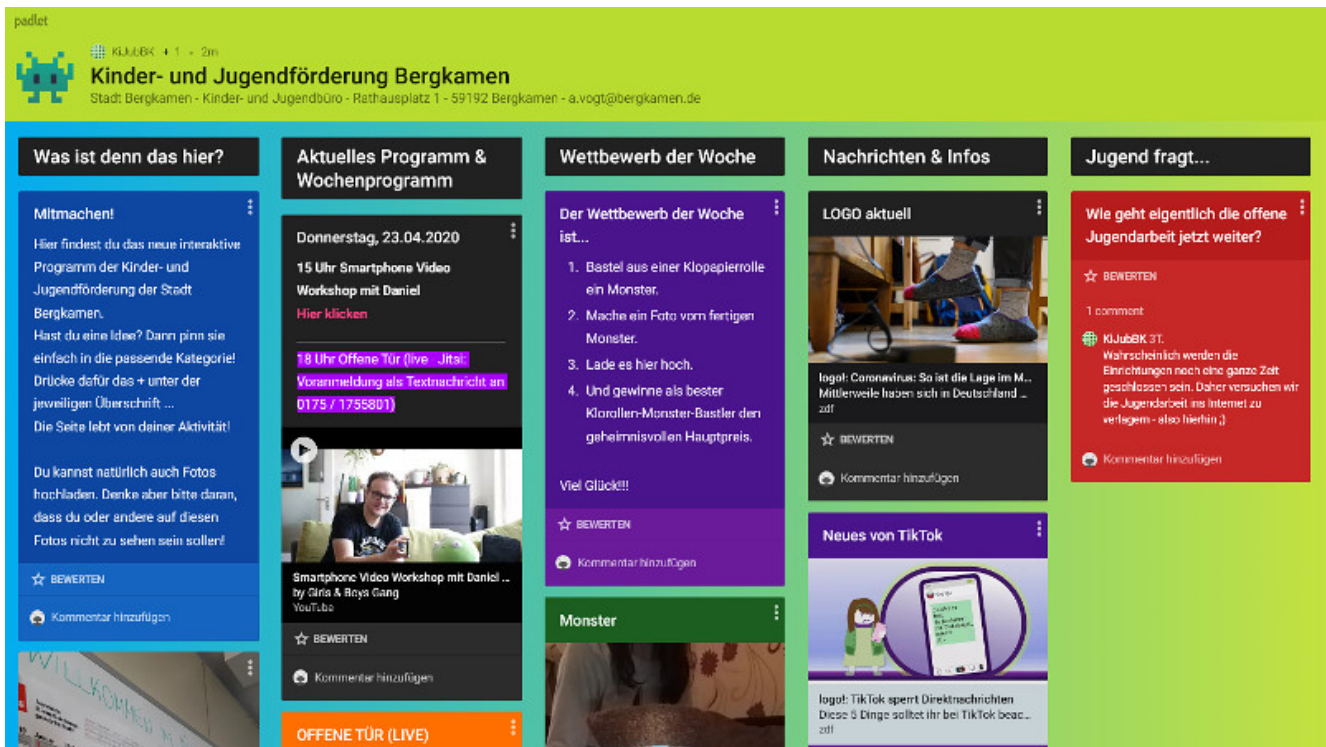 padlet
KiJubBK + 1 • 2m
Kinder- und Jugendförderung Bergkamen
Stadt Bergkamen - Kinder- und Jugendbüro - Rathausplatz 1 - 59192 Bergkamen - a.vogt@bergkamen.de
Was ist denn das hier?
Mitmachen!
Hier findest du das neue interaktive
Programm der Kinder- und
Jugendförderung der Stadt
Bergkamen.
Hast du eine Idee? Dann pinn sie
einfach in die passende Kategorie!
Drücke dafür das + unter der
jeweiligen Überschrift ...
Die Seite lebt von deiner Aktivität!
Du kannst natürlich auch Fotos
hochladen. Denke aber bitte daran,
dass du oder andere auf diesen
Fotos nicht zu sehen sein sollen!
BEWERTEN
Kommentar hinzufügen
WILLKOMMEN
Aktuelles Programm &
Wochenprogramm
Donnerstag, 23.04.2020
15 Uhr Smartphone Video
Workshop mit Daniel
Hier klicken
18 Uhr Offene Tür (live Jitsi:
Voranmeldung als Textnachricht an
0175 / 1755801)
Smartphone Video Workshop mit Daniel ...
by Girls & Boys Gang
YouTube
BEWERTEN
Kommentar hinzufügen
OFFENE TÜR (LIVE)
Wettbewerb der Woche
Der Wettbewerb der Woche
ist...
1. Bastel aus einer Klopapierrolle
ein Monster.
2. Mache ein Foto vom fertigen
Monster.
3. Lade es hier hoch.
4. Und gewinne als bester
Klorollen-Monster-Bastler den
geheimnisvollen Hauptpreis.
Viel Glück!!!
BEWERTEN
Kommentar hinzufügen
Monster
Nachrichten & Infos
LOGO aktuell
logo!: Coronavirus: So ist die Lage im M...
Mittlerweile haben sich in Deutschland ...
zdf
BEWERTEN
Kommentar hinzufügen
Neues von TikTok
logo!: TikTok sperrt Direktnachrichten
Diese 5 Dinge solltet ihr bei TikTok beac...
zdf
Jugend fragt...
Wie geht eigentlich die offene
Jugendarbeit jetzt weiter?
BEWERTEN
1 comment
KiJubBK 3T.
Wahrscheinlich werden die
Einrichtungen noch eine ganze Zeit
geschlossen sein. Daher versuchen wir
die Jugendarbeit ins Internet zu
verlagern - also hierhin ;)
Kommentar hinzufügen